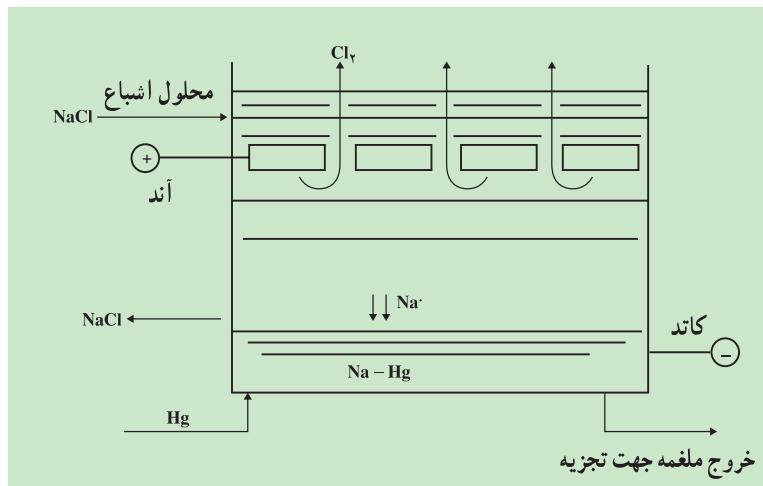 Cl۲
محلول اشباع
NaCl
+
آند
Na·
NaCl
کاتد
−
Na – Hg
Hg
خروج ملغمه جهت تجزیه